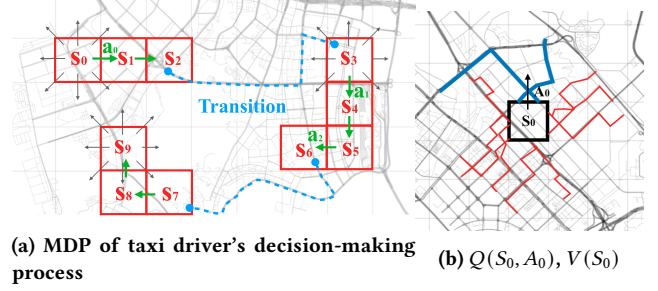 S0 a0 S1 S2 S3
a1
Transition S4
S9 S6 a2 S5
S8 S7
A0
S0
(a) MDP of taxi driver's decision-making
process
(b) Q(S0, A0), V(S0)